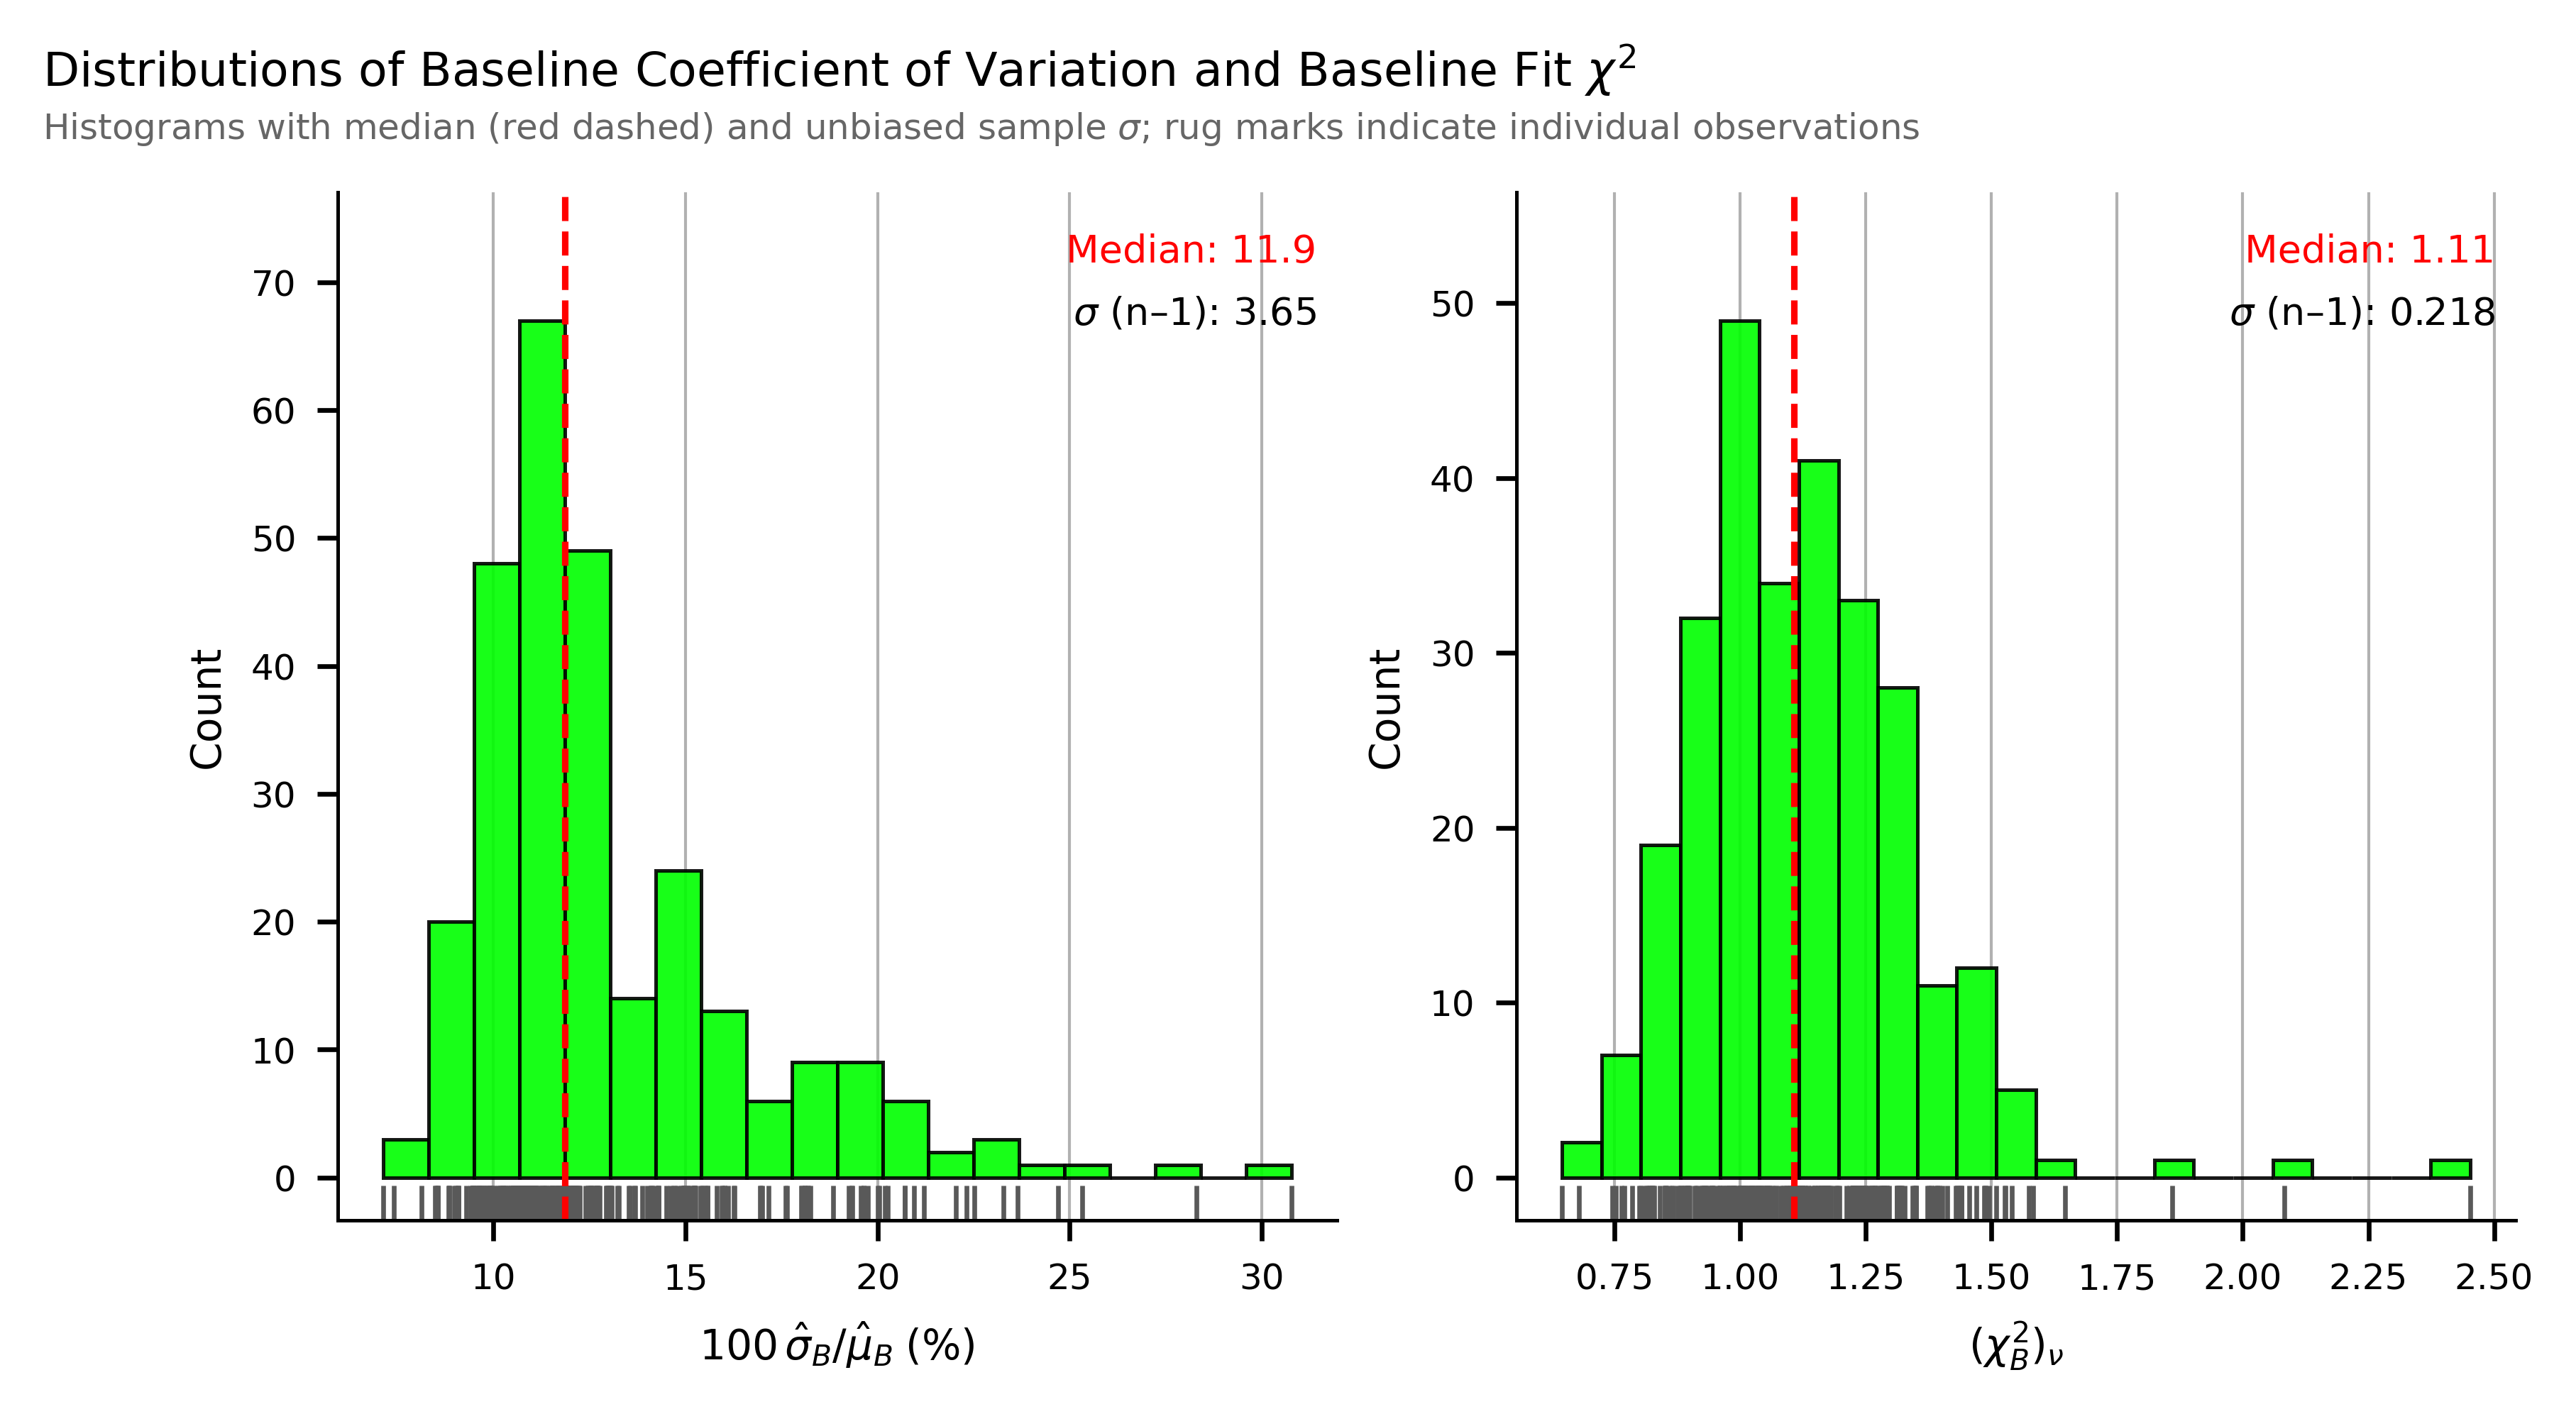 Distributions of Baseline Coefficient of Variation and Baseline Fit χ²
Histograms with median (red dashed) and unbiased sample σ; rug marks indicate individual observations
Median: 11.9
σ (n–1): 3.65
Count
70
60
50
40
30
20
10
0
10 15 20 25 30
100 σ̂_B/μ̂_B (%)
Median: 1.11
σ (n–1): 0.218
Count
50
40
30
20
10
0
0.75 1.00 1.25 1.50 1.75 2.00 2.25 2.50
(χ²_B)_ν